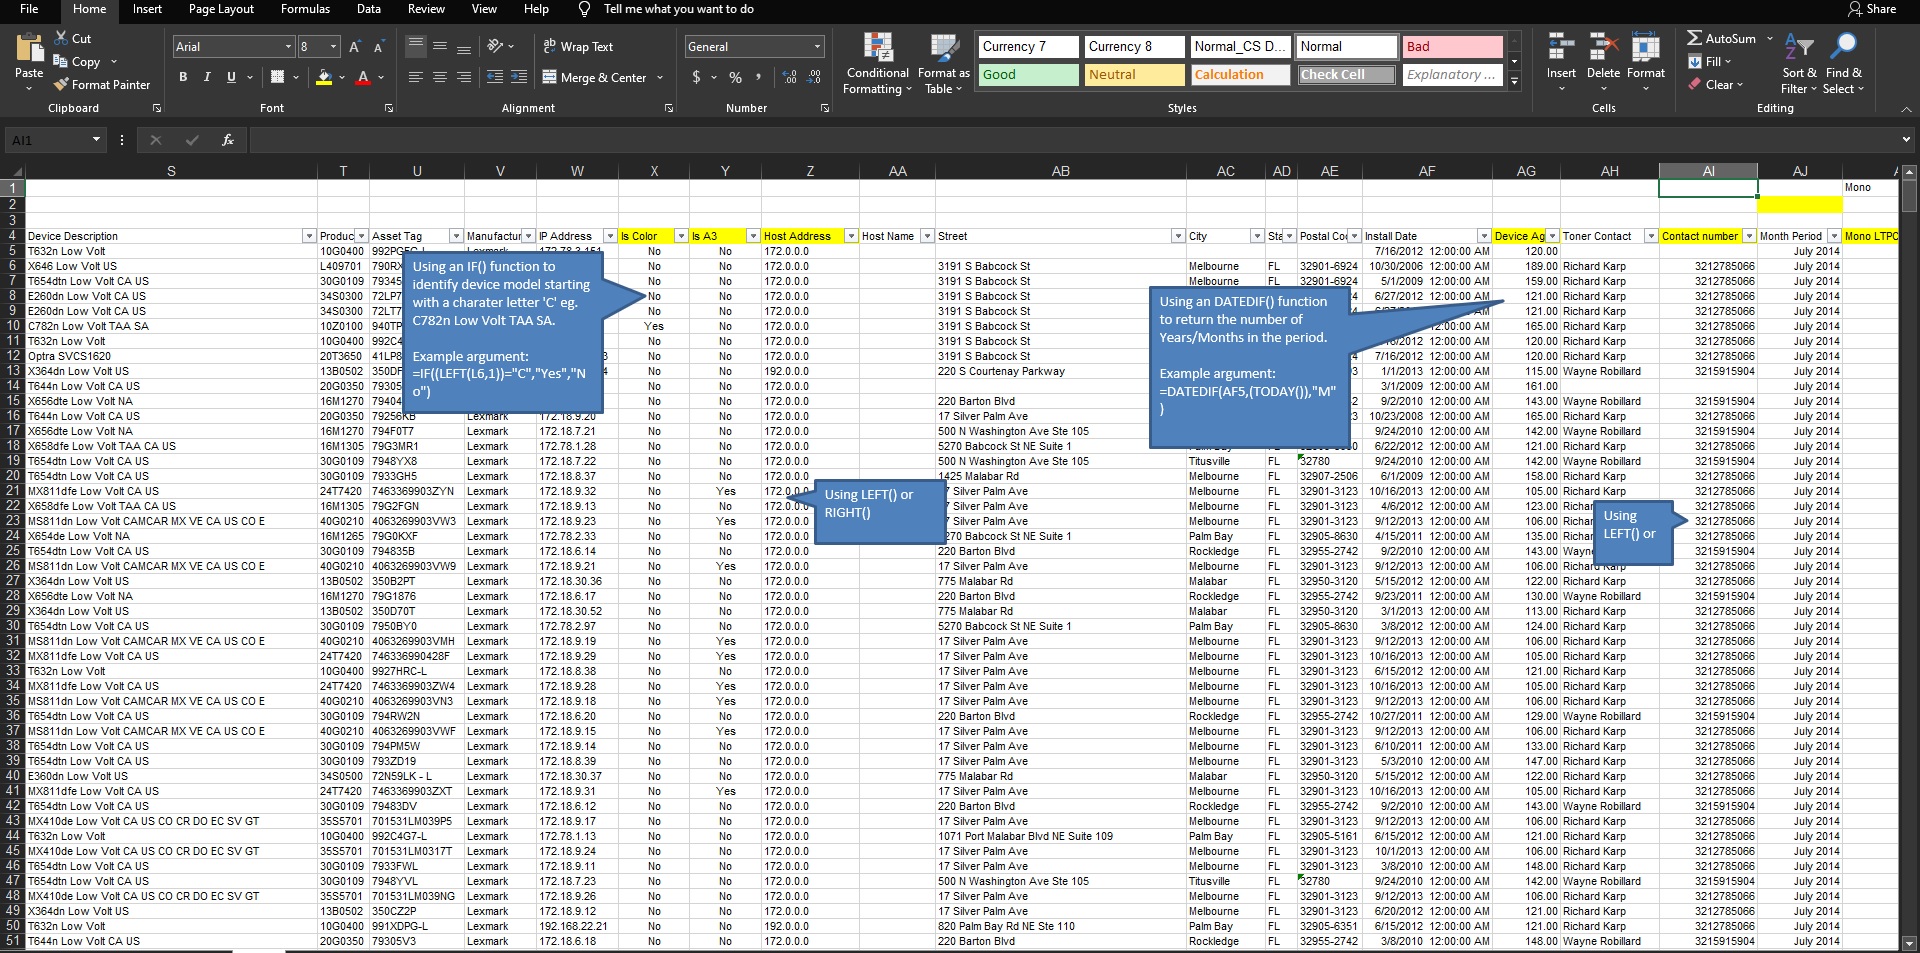 File Home Insert Page Layout Formulas Data Review View Help Tell me what you want to do Share
Paste Cut Copy Format Painter Clipboard
Arial 8 B I U Font
Wrap Text Merge & Center Alignment
General $ % Number
Conditional Formatting Format as Table
Currency 7 Currency 8 Normal_CS D... Normal Bad
Good Neutral Calculation Check Cell Explanatory ...
Styles
Insert Delete Format Cells
AutoSum Fill Clear Sort & Filter Find & Select Editing
AI1 fx
S T U V W X Y Z AA AB AC AD AE AF AG AH AI AJ
1 Mono
2
3
4 Device Description Produc Asset Tag Manufactur IP Address Is Color Is A3 Host Address Host Name Street City Sta Postal Co Install Date Device Ag Toner Contact Contact number Month Period Mono LTPC
5 T632n Low Volt 10G0400 No No 172.0.0.0 7/16/2012 12:00:00 AM 120.00 July 2014
6 X646 Low Volt US L409701 790RX No No 172.0.0.0 3191 S Babcock St Melbourne FL 32901-6924 10/30/2006 12:00:00 AM 189.00 Richard Karp 3212785066 July 2014
7 T654dtn Low Volt CA US 30G0109 79345 No No 172.0.0.0 3191 S Babcock St Melbourne FL 32901-6924 5/1/2009 12:00:00 AM 159.00 Richard Karp 3212785066 July 2014
8 E260dn Low Volt CA US 34S0300 72LP7 No No 172.0.0.0 3191 S Babcock St 6/27/2012 12:00:00 AM 121.00 Richard Karp 3212785066 July 2014
9 E260dn Low Volt CA US 34S0300 72LT7 No No 172.0.0.0 3191 S Babcock St 121.00 Richard Karp 3212785066 July 2014
10 C782n Low Volt TAA SA 10Z0100 940TP Yes No 172.0.0.0 3191 S Babcock St 165.00 Richard Karp 3212785066 July 2014
11 T632n Low Volt 10G0400 992C4 No No 172.0.0.0 3191 S Babcock St 12:00:00 AM 120.00 Richard Karp 3212785066 July 2014
12 Optra SVCS1620 20T3650 41LP8 No No 172.0.0.0 3191 S Babcock St 7/16/2012 12:00:00 AM 120.00 Richard Karp 3212785066 July 2014
13 X364dn Low Volt US 13B0502 350DF No No 192.0.0.0 220 S Courtenay Parkway 1/1/2013 12:00:00 AM 115.00 Wayne Robillard 3212785066 July 2014
14 T644n Low Volt CA US 20G0350 79305 No No 172.0.0.0 3/1/2009 12:00:00 AM 161.00 July 2014
15 X656dte Low Volt NA 16M1270 79404 No No 172.0.0.0 220 Barton Blvd 9/2/2010 12:00:00 AM 143.00 Wayne Robillard 3215915904 July 2014
16 T644n Low Volt CA US 20G0350 79256KB Lexmark 172.18.9.20 No No 172.0.0.0 17 Silver Palm Ave 10/23/2008 12:00:00 AM 165.00 Richard Karp 3212785066 July 2014
17 X656dte Low Volt NA 16M1270 794F0T7 Lexmark 172.18.7.21 No No 172.0.0.0 500 N Washington Ave Ste 105 9/24/2010 12:00:00 AM 142.00 Wayne Robillard 3215915904 July 2014
18 X658dfe Low Volt TAA CA US 16M1305 79G3MR1 Lexmark 172.78.1.28 No No 172.0.0.0 5270 Babcock St NE Suite 1 6/22/2012 12:00:00 AM 121.00 Richard Karp 3212785066 July 2014
19 T654dtn Low Volt CA US 30G0109 7948YX8 Lexmark 172.18.7.22 No No 172.0.0.0 500 N Washington Ave Ste 105 Titusville FL 32780 9/24/2010 12:00:00 AM 142.00 Wayne Robillard 3215915904 July 2014
20 T654dtn Low Volt CA US 30G0109 7933GH5 Lexmark 172.18.8.37 No No 172.0.0.0 1425 Malabar Rd Melbourne FL 32907-2506 6/1/2009 12:00:00 AM 158.00 Richard Karp 3212785066 July 2014
21 MX811dfe Low Volt CA US 24T7420 7463369903ZYN Lexmark 172.18.9.32 No Yes 172.0.0.0 Silver Palm Ave Melbourne FL 32901-3123 10/16/2013 12:00:00 AM 105.00 Richard Karp 3212785066 July 2014
22 X658dfe Low Volt TAA CA US 16M1305 79G2FGN Lexmark 172.18.9.13 No No 172.0.0.0 Silver Palm Ave Melbourne FL 32901-3123 4/6/2012 12:00:00 AM 123.00 Richar 3212785066 July 2014
23 MS811dn Low Volt CAMCAR MX VE CA US CO E 40G0210 4063269903VW3 Lexmark 172.18.9.23 No Yes 172.0.0.0 Silver Palm Ave Melbourne FL 32901-3123 9/12/2013 12:00:00 AM 106.00 Richar 3212785066 July 2014
24 X654de Low Volt NA 16M1265 79G0KXF Lexmark 172.78.2.33 No No 172.0.0.0 270 Babcock St NE Suite 1 Palm Bay FL 32905-8630 4/15/2011 12:00:00 AM 135.00 Richar 3212785066 July 2014
25 T654dtn Low Volt CA US 30G0109 794835B Lexmark 172.18.6.14 No No 172.0.0.0 220 Barton Blvd Rockledge FL 32955-2742 9/2/2010 12:00:00 AM 143.00 Wayn 3215915904 July 2014
26 MS811dn Low Volt CAMCAR MX VE CA US CO E 40G0210 4063269903VW9 Lexmark 172.18.9.21 No Yes 172.0.0.0 17 Silver Palm Ave Melbourne FL 32901-3123 9/12/2013 12:00:00 AM 106.00 Richard Karp 3212785066 July 2014
27 X364dn Low Volt US 13B0502 350B2PT Lexmark 172.18.30.36 No No 172.0.0.0 775 Malabar Rd Malabar FL 32950-3120 5/15/2012 12:00:00 AM 122.00 Richard Karp 3212785066 July 2014
28 X656dte Low Volt NA 16M1270 79G1876 Lexmark 172.18.6.17 No No 172.0.0.0 220 Barton Blvd Rockledge FL 32955-2742 9/23/2011 12:00:00 AM 130.00 Wayne Robillard 3215915904 July 2014
29 X364dn Low Volt US 13B0502 350D70T Lexmark 172.18.30.52 No No 172.0.0.0 775 Malabar Rd Malabar FL 32950-3120 3/1/2013 12:00:00 AM 113.00 Richard Karp 3212785066 July 2014
30 T654dtn Low Volt CA US 30G0109 7950BY0 Lexmark 172.78.2.97 No No 172.0.0.0 5270 Babcock St NE Suite 1 Palm Bay FL 32905-8630 3/8/2012 12:00:00 AM 124.00 Richard Karp 3212785066 July 2014
31 MS811dn Low Volt CAMCAR MX VE CA US CO E 40G0210 4063269903VMH Lexmark 172.18.9.19 No Yes 172.0.0.0 17 Silver Palm Ave Melbourne FL 32901-3123 9/12/2013 12:00:00 AM 106.00 Richard Karp 3212785066 July 2014
32 MX811dfe Low Volt CA US 24T7420 746336990428F Lexmark 172.18.9.29 No Yes 172.0.0.0 17 Silver Palm Ave Melbourne FL 32901-3123 10/16/2013 12:00:00 AM 105.00 Richard Karp 3212785066 July 2014
33 T632n Low Volt 10G0400 9927HRC-L Lexmark 172.18.8.38 No No 172.0.0.0 17 Silver Palm Ave Melbourne FL 32901-3123 6/15/2012 12:00:00 AM 121.00 Richard Karp 3212785066 July 2014
34 MX811dfe Low Volt CA US 24T7420 7463369903ZW4 Lexmark 172.18.9.28 No Yes 172.0.0.0 17 Silver Palm Ave Melbourne FL 32901-3123 10/16/2013 12:00:00 AM 105.00 Richard Karp 3212785066 July 2014
35 MS811dn Low Volt CAMCAR MX VE CA US CO E 40G0210 4063269903VN3 Lexmark 172.18.9.18 No Yes 172.0.0.0 17 Silver Palm Ave Melbourne FL 32901-3123 9/12/2013 12:00:00 AM 106.00 Richard Karp 3212785066 July 2014
36 T654dtn Low Volt CA US 30G0109 794RW2N Lexmark 172.18.6.20 No No 172.0.0.0 220 Barton Blvd Rockledge FL 32955-2742 10/27/2011 12:00:00 AM 129.00 Wayne Robillard 3215915904 July 2014
37 MS811dn Low Volt CAMCAR MX VE CA US CO E 40G0210 4063269903VWF Lexmark 172.18.9.15 No Yes 172.0.0.0 17 Silver Palm Ave Melbourne FL 32901-3123 9/12/2013 12:00:00 AM 106.00 Richard Karp 3212785066 July 2014
38 T654dtn Low Volt CA US 30G0109 794PM5W Lexmark 172.18.9.14 No No 172.0.0.0 17 Silver Palm Ave Melbourne FL 32901-3123 6/10/2011 12:00:00 AM 133.00 Richard Karp 3212785066 July 2014
39 T654dtn Low Volt CA US 30G0109 793ZD19 Lexmark 172.18.8.39 No No 172.0.0.0 17 Silver Palm Ave Melbourne FL 32901-3123 5/3/2010 12:00:00 AM 147.00 Richard Karp 3212785066 July 2014
40 E360dn Low Volt US 34S0500 72N59LK - L Lexmark 172.18.30.37 No No 172.0.0.0 775 Malabar Rd Malabar FL 32950-3120 5/15/2012 12:00:00 AM 122.00 Richard Karp 3212785066 July 2014
41 MX811dfe Low Volt CA US 24T7420 7463369903ZXT Lexmark 172.18.9.31 No Yes 172.0.0.0 17 Silver Palm Ave Melbourne FL 32901-3123 10/16/2013 12:00:00 AM 105.00 Richard Karp 3212785066 July 2014
42 T654dtn Low Volt CA US 30G0109 79483DV Lexmark 172.18.6.12 No No 172.0.0.0 220 Barton Blvd Rockledge FL 32955-2742 9/2/2010 12:00:00 AM 143.00 Wayne Robillard 3215915904 July 2014
43 MX410de Low Volt CA US CO CR DO EC SV GT 35S5701 701531LM039P5 Lexmark 172.18.9.17 No No 172.0.0.0 17 Silver Palm Ave Melbourne FL 32901-3123 9/12/2013 12:00:00 AM 106.00 Richard Karp 3212785066 July 2014
44 T632n Low Volt 10G0400 992C4G7-L Lexmark 172.78.1.13 No No 172.0.0.0 1071 Port Malabar Blvd NE Suite 109 Palm Bay FL 32905-5161 6/15/2012 12:00:00 AM 121.00 Richard Karp 3212785066 July 2014
45 MX410de Low Volt CA US CO CR DO EC SV GT 35S5701 701531LM0317T Lexmark 172.18.9.24 No No 172.0.0.0 17 Silver Palm Ave Melbourne FL 32901-3123 10/1/2013 12:00:00 AM 106.00 Richard Karp 3212785066 July 2014
46 T654dtn Low Volt CA US 30G0109 7933FWL Lexmark 172.18.9.11 No No 172.0.0.0 17 Silver Palm Ave Melbourne FL 32901-3123 3/8/2010 12:00:00 AM 148.00 Richard Karp 3212785066 July 2014
47 T654dtn Low Volt CA US 30G0109 7948YVL Lexmark 172.18.7.23 No No 172.0.0.0 500 N Washington Ave Ste 105 Titusville FL 32780 9/24/2010 12:00:00 AM 142.00 Wayne Robillard 3215915904 July 2014
48 MX410de Low Volt CA US CO CR DO EC SV GT 35S5701 701531LM039NG Lexmark 172.18.9.26 No No 172.0.0.0 17 Silver Palm Ave Melbourne FL 32901-3123 9/12/2013 12:00:00 AM 106.00 Richard Karp 3212785066 July 2014
49 X364dn Low Volt US 13B0502 350CZ2P Lexmark 172.18.9.12 No No 172.0.0.0 17 Silver Palm Ave Melbourne FL 32901-3123 6/20/2012 12:00:00 AM 121.00 Richard Karp 3212785066 July 2014
50 T632n Low Volt 10G0400 991XDPG-L Lexmark 192.168.22.21 No No 192.0.0.0 820 Palm Bay Rd NE Ste 110 Palm Bay FL 32905-6351 6/15/2012 12:00:00 AM 121.00 Richard Karp 3212785066 July 2014
51 T644n Low Volt CA US 20G0350 79305V3 Lexmark 172.18.6.18 No No 172.0.0.0 220 Barton Blvd Rockledge FL 32955-2742 3/8/2010 12:00:00 AM 148.00 Wayne Robillard 3215915904 July 2014
Using an IF() function to
identify device model starting
with a charater letter 'C' eg.
C782n Low Volt TAA SA.
Example argument:
=IF((LEFT(L6,1))="C","Yes","N
o")
Using an DATEDIF() function
to return the number of
Years/Months in the period.
Example argument:
=DATEDIF(AF5,(TODAY()),"M"
)
Using LEFT() or
RIGHT()
Using
LEFT() or